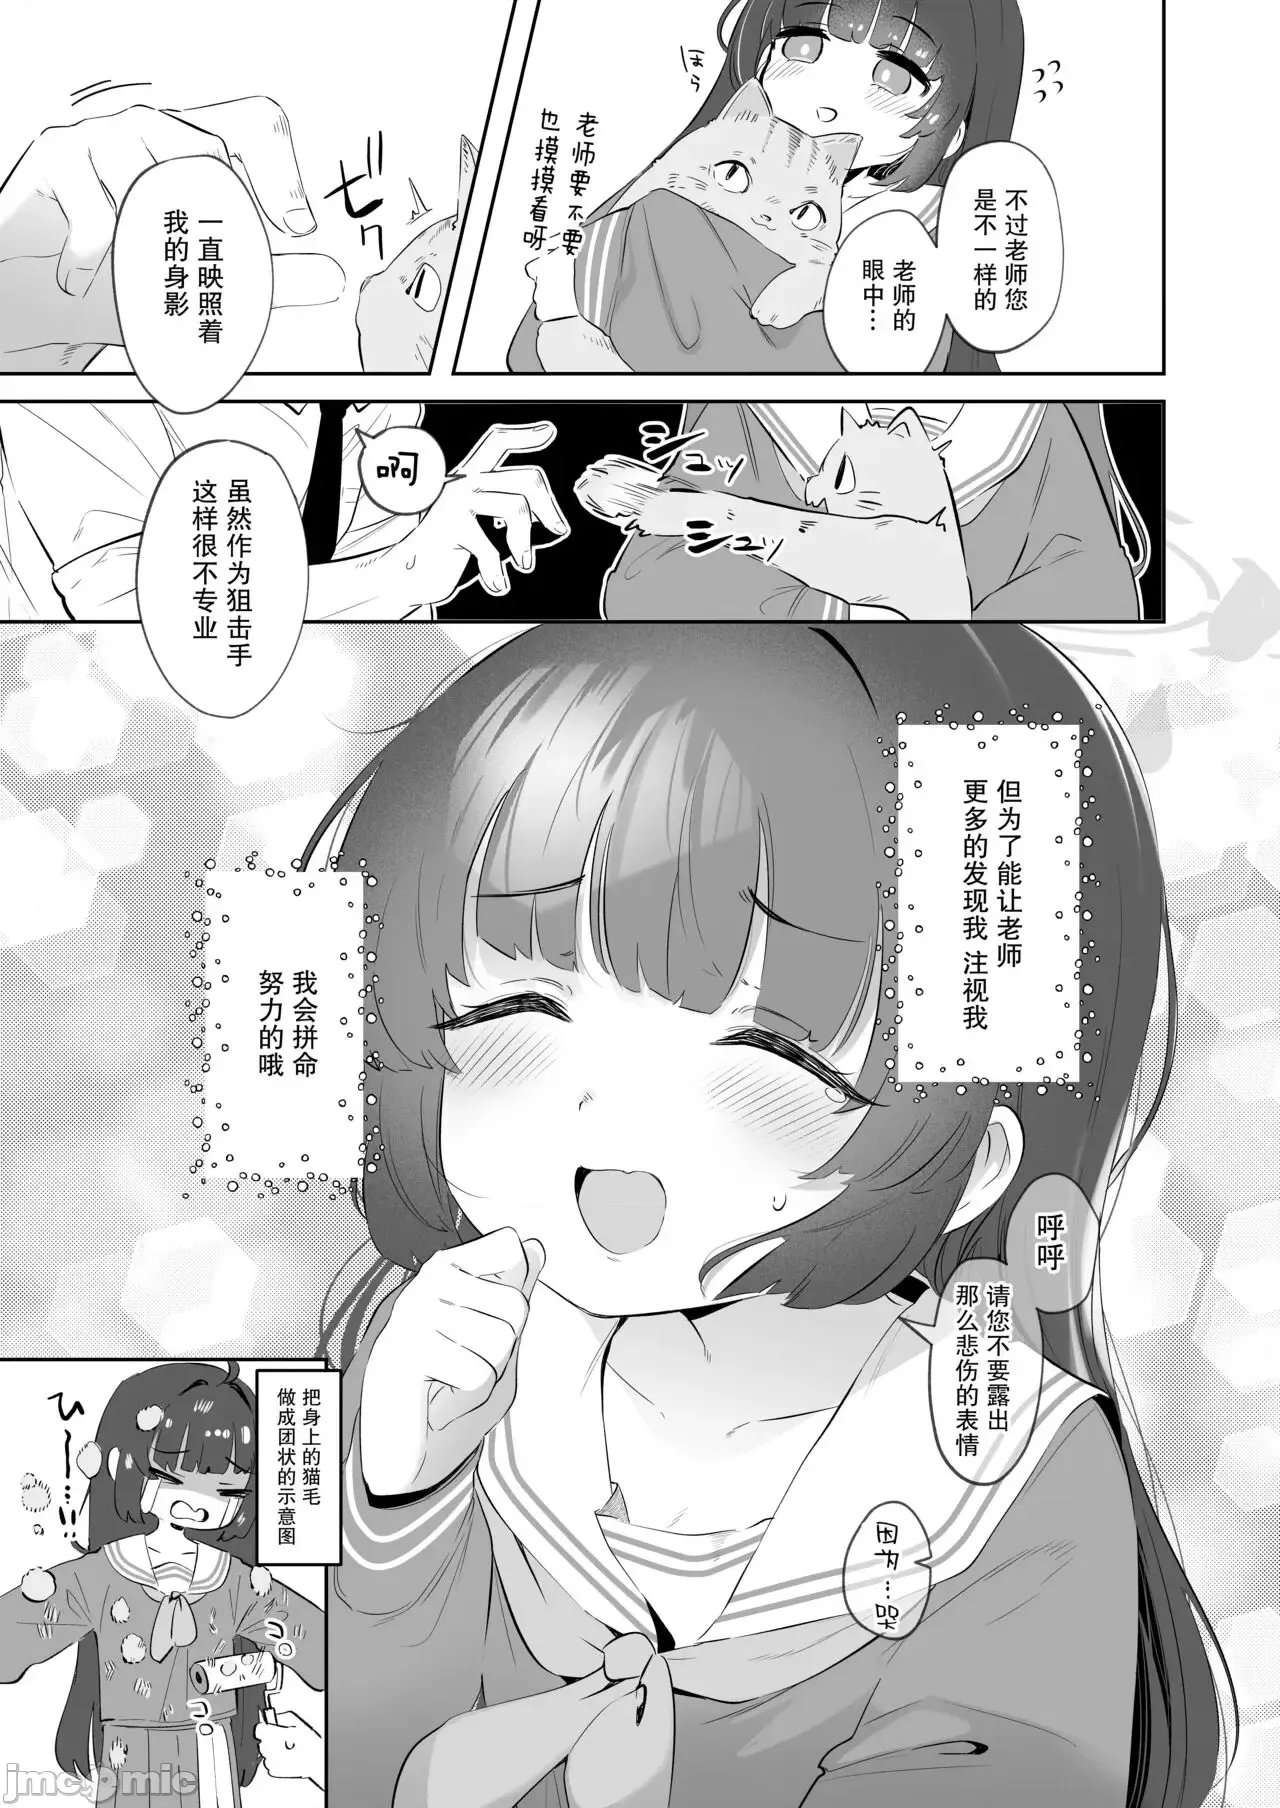 不过老师您
是不一样的
老师的
眼中…
ほら
老师要不要
也摸摸看呀
ビクッ
一直映照着
我的身影
シュッ
シュッ
啊
虽然作为狙击手
这样很不专业
但为了能让老师
更多的发现我 注视我
我会拼命
努力的哦
呼呼
请您不要露出
那么悲伤的表情
因为…哭
把身上的猫毛
做成团状的示意图
ひー…!!
こ
こ
jmcomic